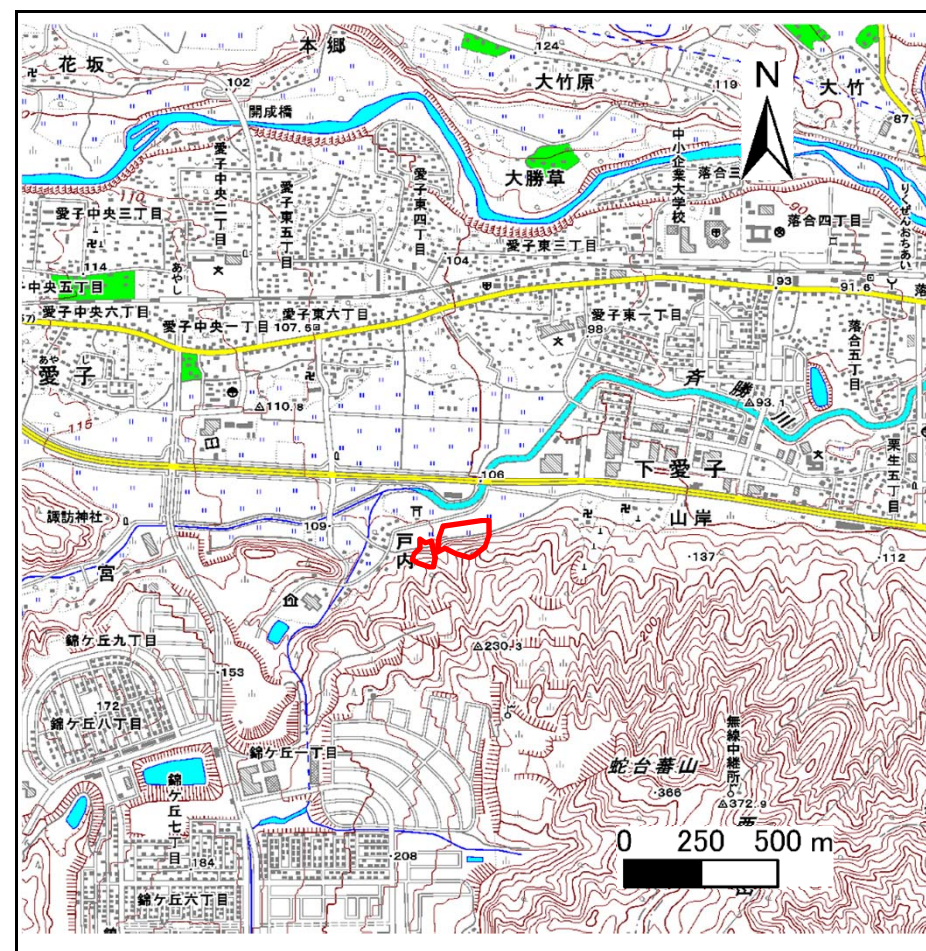 本郷
花坂
102
開成橋
124
大竹原
119
大竹
87
N
中小企業大学校
大勝草
落合三
90
りくぜんおちあい
110
愛子中央三丁目
愛子中央二丁目
愛子東五丁目
愛子東四丁目
落合四丁目
愛子東三丁目
104
114
あやし
子中央五丁目
愛子中央六丁目
愛子中央一丁目
107.6
愛子東六丁目
93
91.6
落
愛子東一丁目
98
落合五丁目
あやし
愛子
110.8
斉勝川
93.1
115
栗生五丁目
106
下愛子
諏訪神社
109
山岸
宮
戸内
137
112
200
230.3
錦ケ丘九丁目
153
172
錦ケ丘八丁目
錦ケ丘一丁目
無線中継所
蛇台蕃山
366
372.9
錦ケ丘七丁目
184
208
錦ケ丘六丁目
0 250 500 m